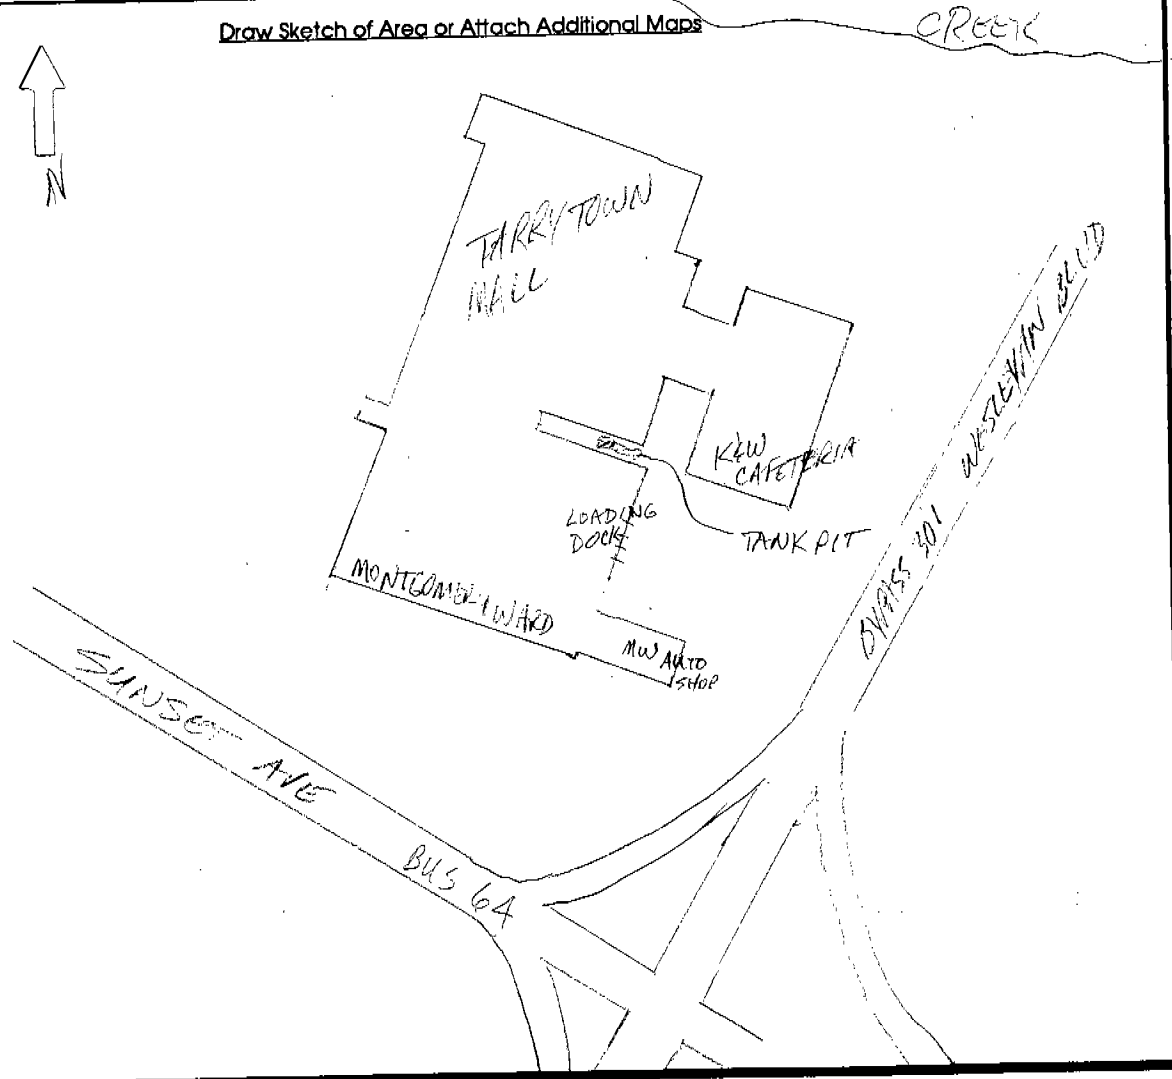 Draw Sketch of Area or Attach Additional Maps
CREEK
N
TARRYTOWN
MALL
K&W
CAFETERIA
LOADING
DOCK
TANK PIT
MONTGOMERY WARD
MW AUTO
SHOP
BYPASS 301 WESLEYAN BLVD
SUNSET AVE
BUS 64